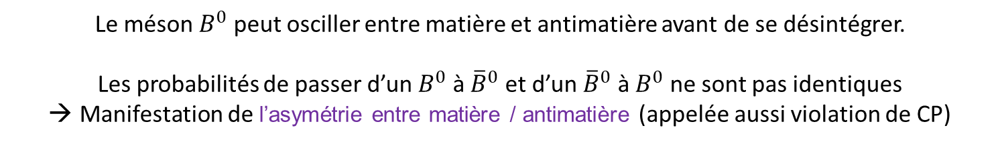 Le méson B⁰ peut osciller entre matière et antimatière avant de se désintégrer.
Les probabilités de passer d’un B⁰ à B̅⁰ et d’un B̅⁰ à B⁰ ne sont pas identiques
→ Manifestation de l’asymétrie entre matière / antimatière (appelée aussi violation de CP)